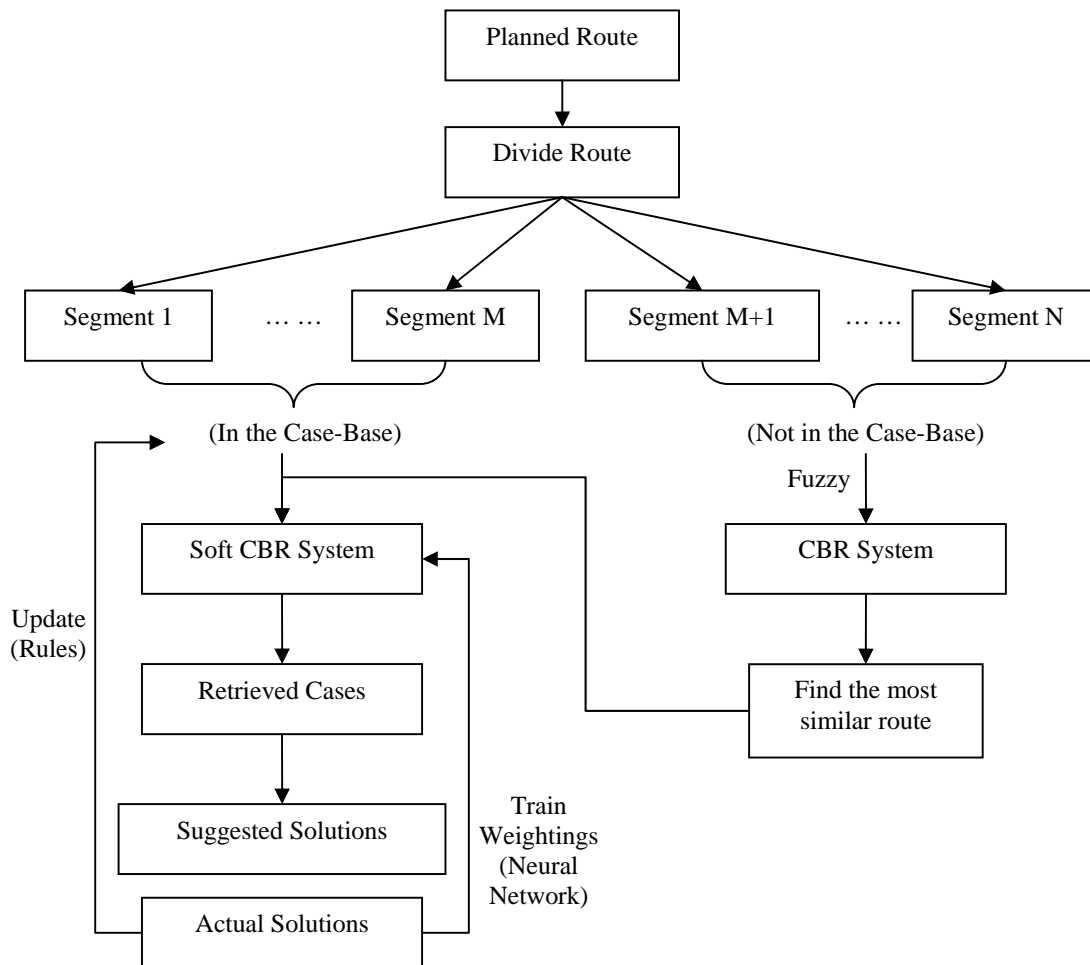 Planned Route
Divide Route
Segment 1
... ...
Segment M
Segment M+1
... ...
Segment N
(In the Case-Base)
(Not in the Case-Base)
Fuzzy
Soft CBR System
CBR System
Update
(Rules)
Retrieved Cases
Find the most
similar route
Train
Weightings
(Neural
Network)
Suggested Solutions
Actual Solutions